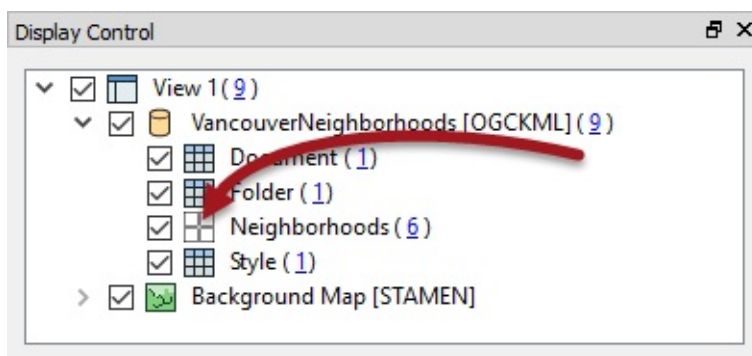 Display Control
View 1 (9)
VancouverNeighborhoods [OGCKML] (9)
Document (1)
Folder (1)
Neighborhoods (6)
Style (1)
Background Map [STAMEN]